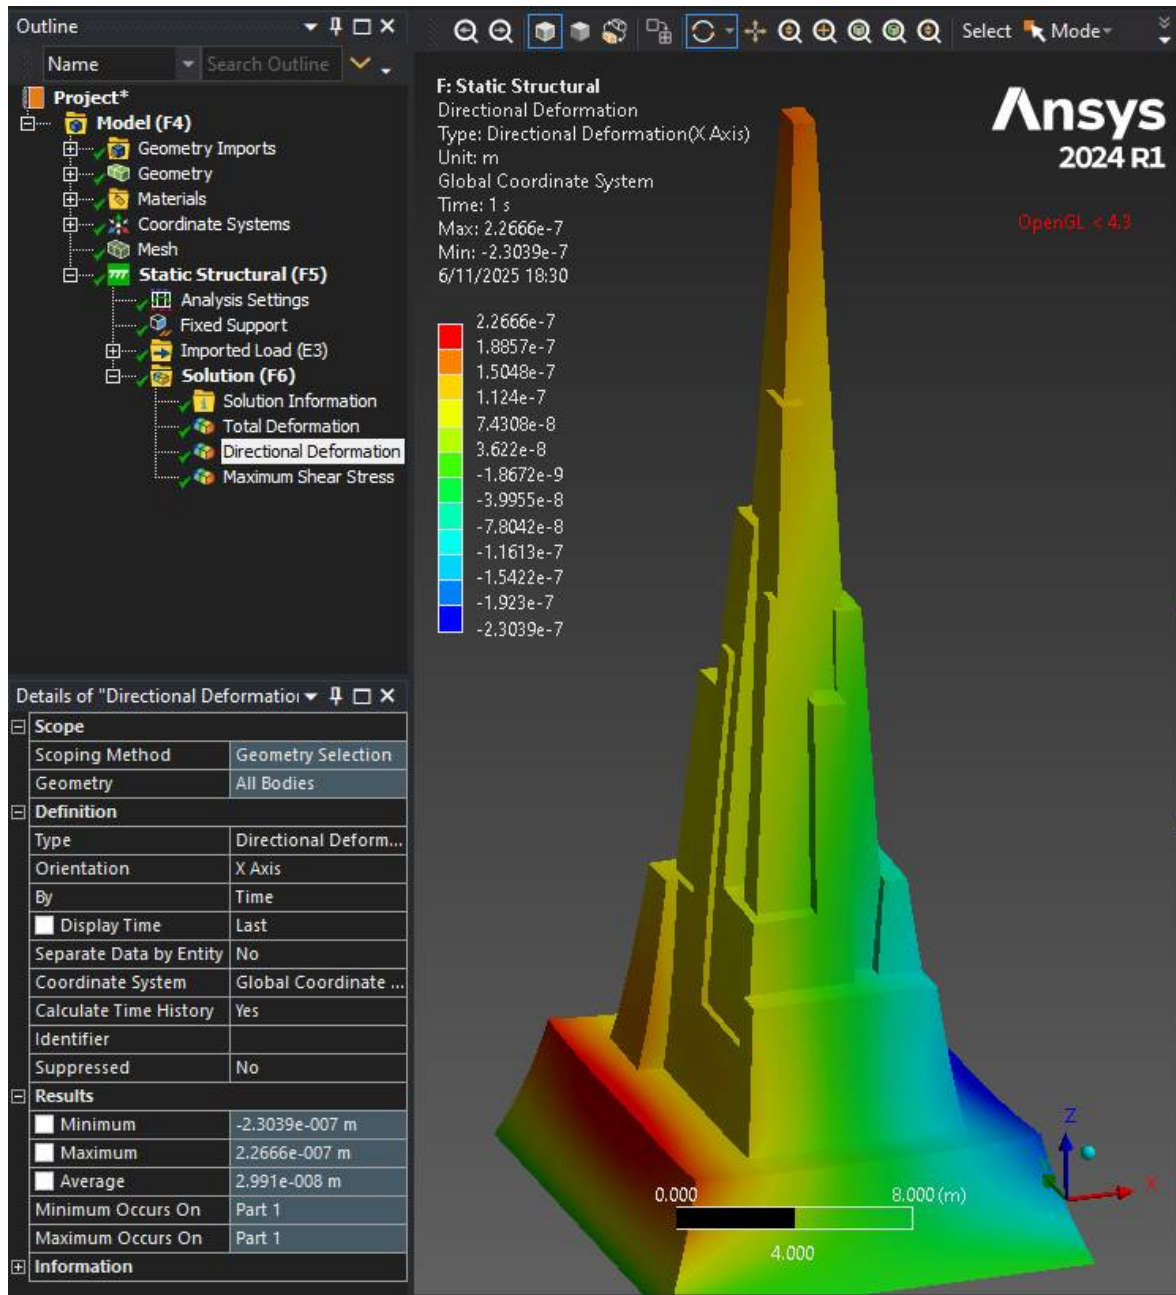 Outline
Name
Search Outline
Project*
Model (F4)
Geometry Imports
Geometry
Materials
Coordinate Systems
Mesh
Static Structural (F5)
Analysis Settings
Fixed Support
Imported Load (E3)
Solution (F6)
Solution Information
Total Deformation
Directional Deformation
Maximum Shear Stress
Details of "Directional Deformation
Scope
Scoping Method Geometry Selection
Geometry All Bodies
Definition
Type Directional Deform...
Orientation X Axis
By Time
Display Time Last
Separate Data by Entity No
Coordinate System Global Coordinate ...
Calculate Time History Yes
Identifier
Suppressed No
Results
Minimum -2.3039e-007 m
Maximum 2.2666e-007 m
Average 2.991e-008 m
Minimum Occurs On Part 1
Maximum Occurs On Part 1
Information
Select Mode
F: Static Structural
Directional Deformation
Type: Directional Deformation(X Axis)
Unit: m
Global Coordinate System
Time: 1 s
Max: 2.2666e-7
Min: -2.3039e-7
6/11/2025 18:30
2.2666e-7
1.8857e-7
1.5048e-7
1.124e-7
7.4308e-8
3.622e-8
-1.8672e-9
-3.9955e-8
-7.8042e-8
-1.1613e-7
-1.5422e-7
-1.923e-7
-2.3039e-7
Ansys
2024 R1
OpenGL < 4.3
Z
X
0.000 8.000 (m)
4.000